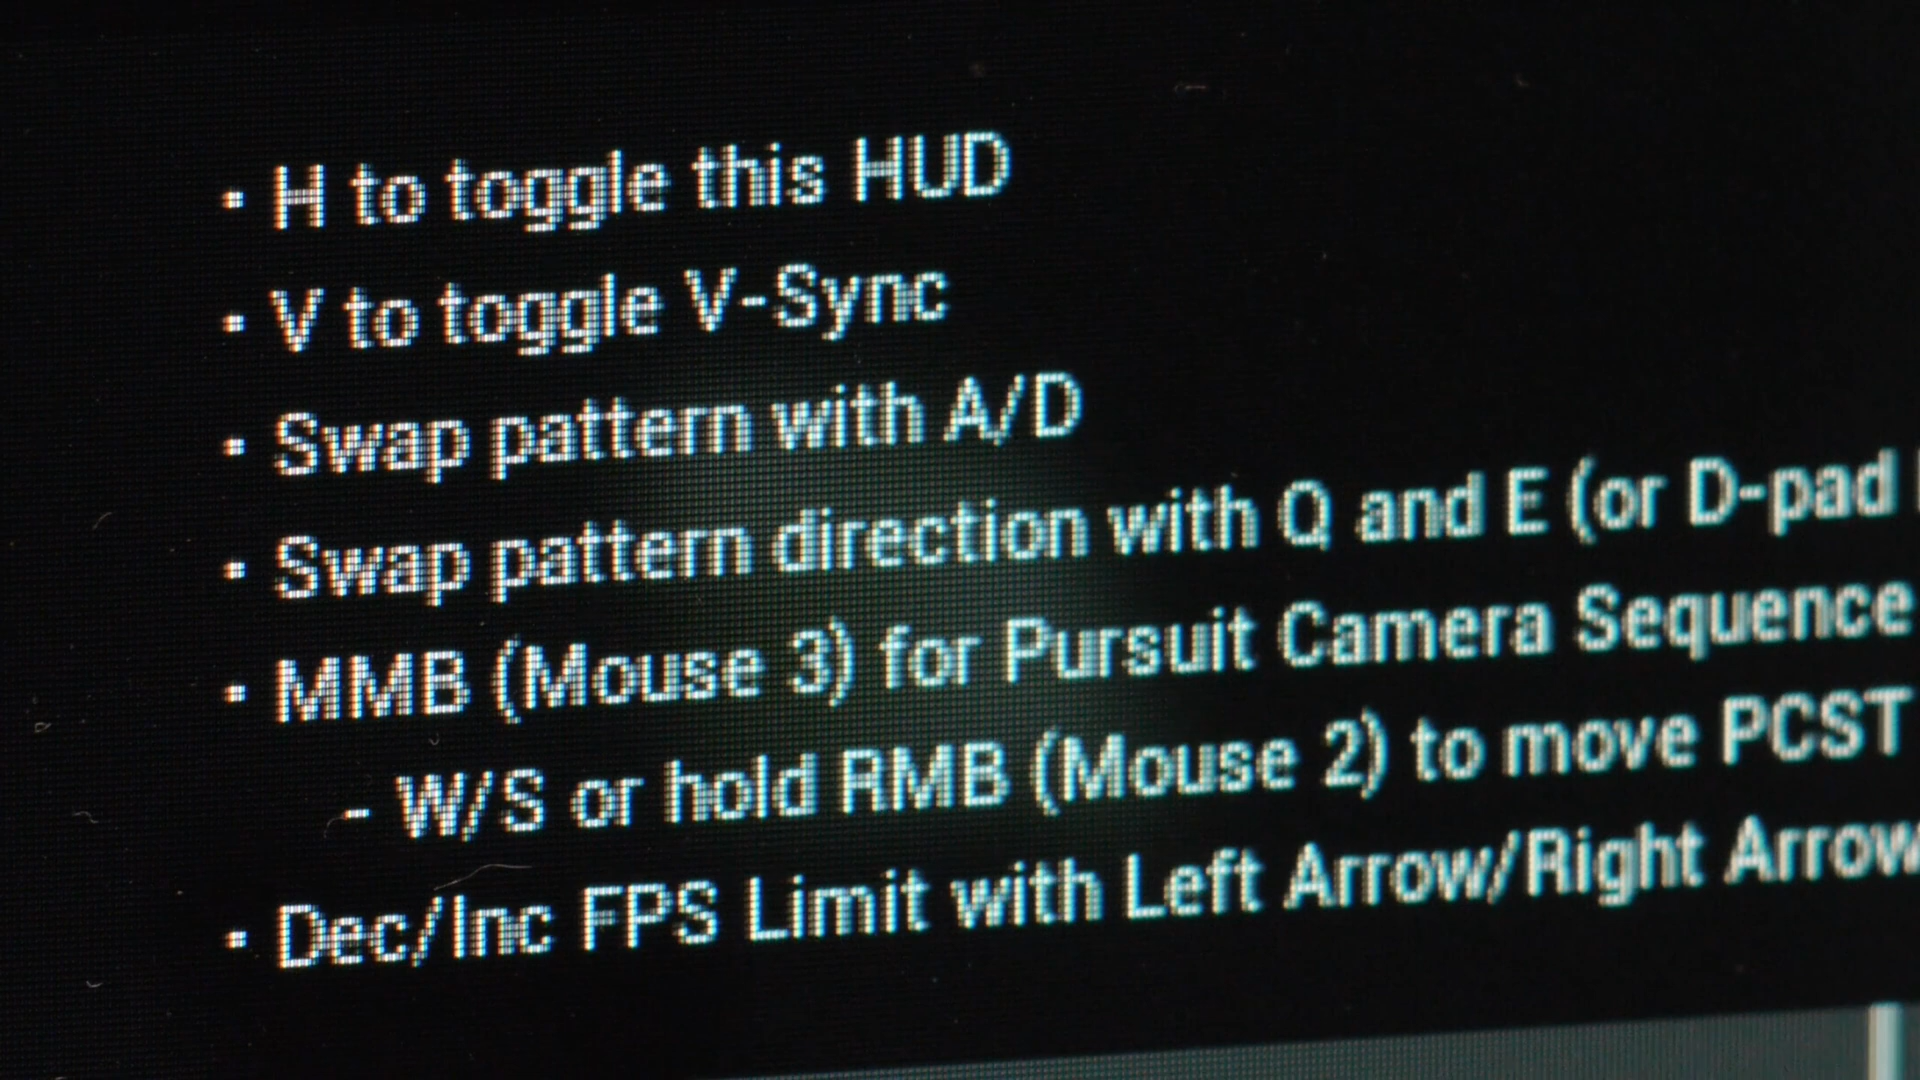 • H to toggle this HUD
• V to toggle V-Sync
• Swap pattern with A/D
• Swap pattern direction with Q and E (or D-pad
• MMB (Mouse 3) for Pursuit Camera Sequence
- W/S or hold RMB (Mouse 2) to move PCST
• Dec/Inc FPS Limit with Left Arrow/Right Arrow